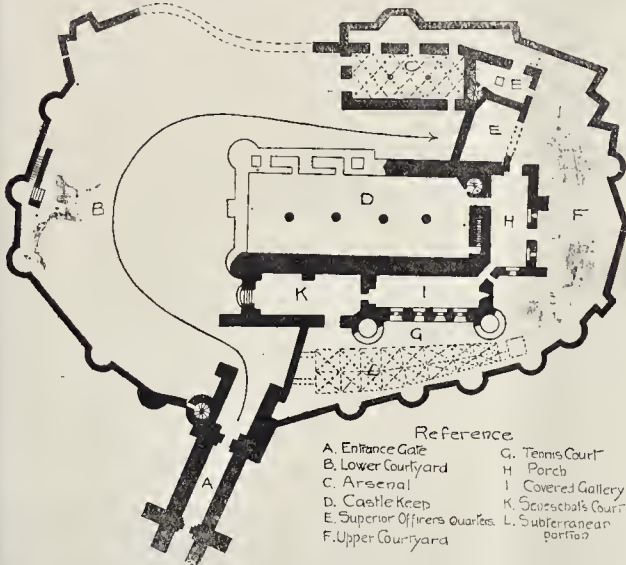 C
E
E
B
D
H
F
K
I
G
L
A
Reference
A. Entrance Gate
B. Lower Courtyard
C. Arsenal
D. Castle Keep
E. Superior Officers Quarters
F. Upper Courtyard
G. Tennis Court
H Porch
I Covered Gallery
K. Seneschal's Court
L. Subterranean
portion